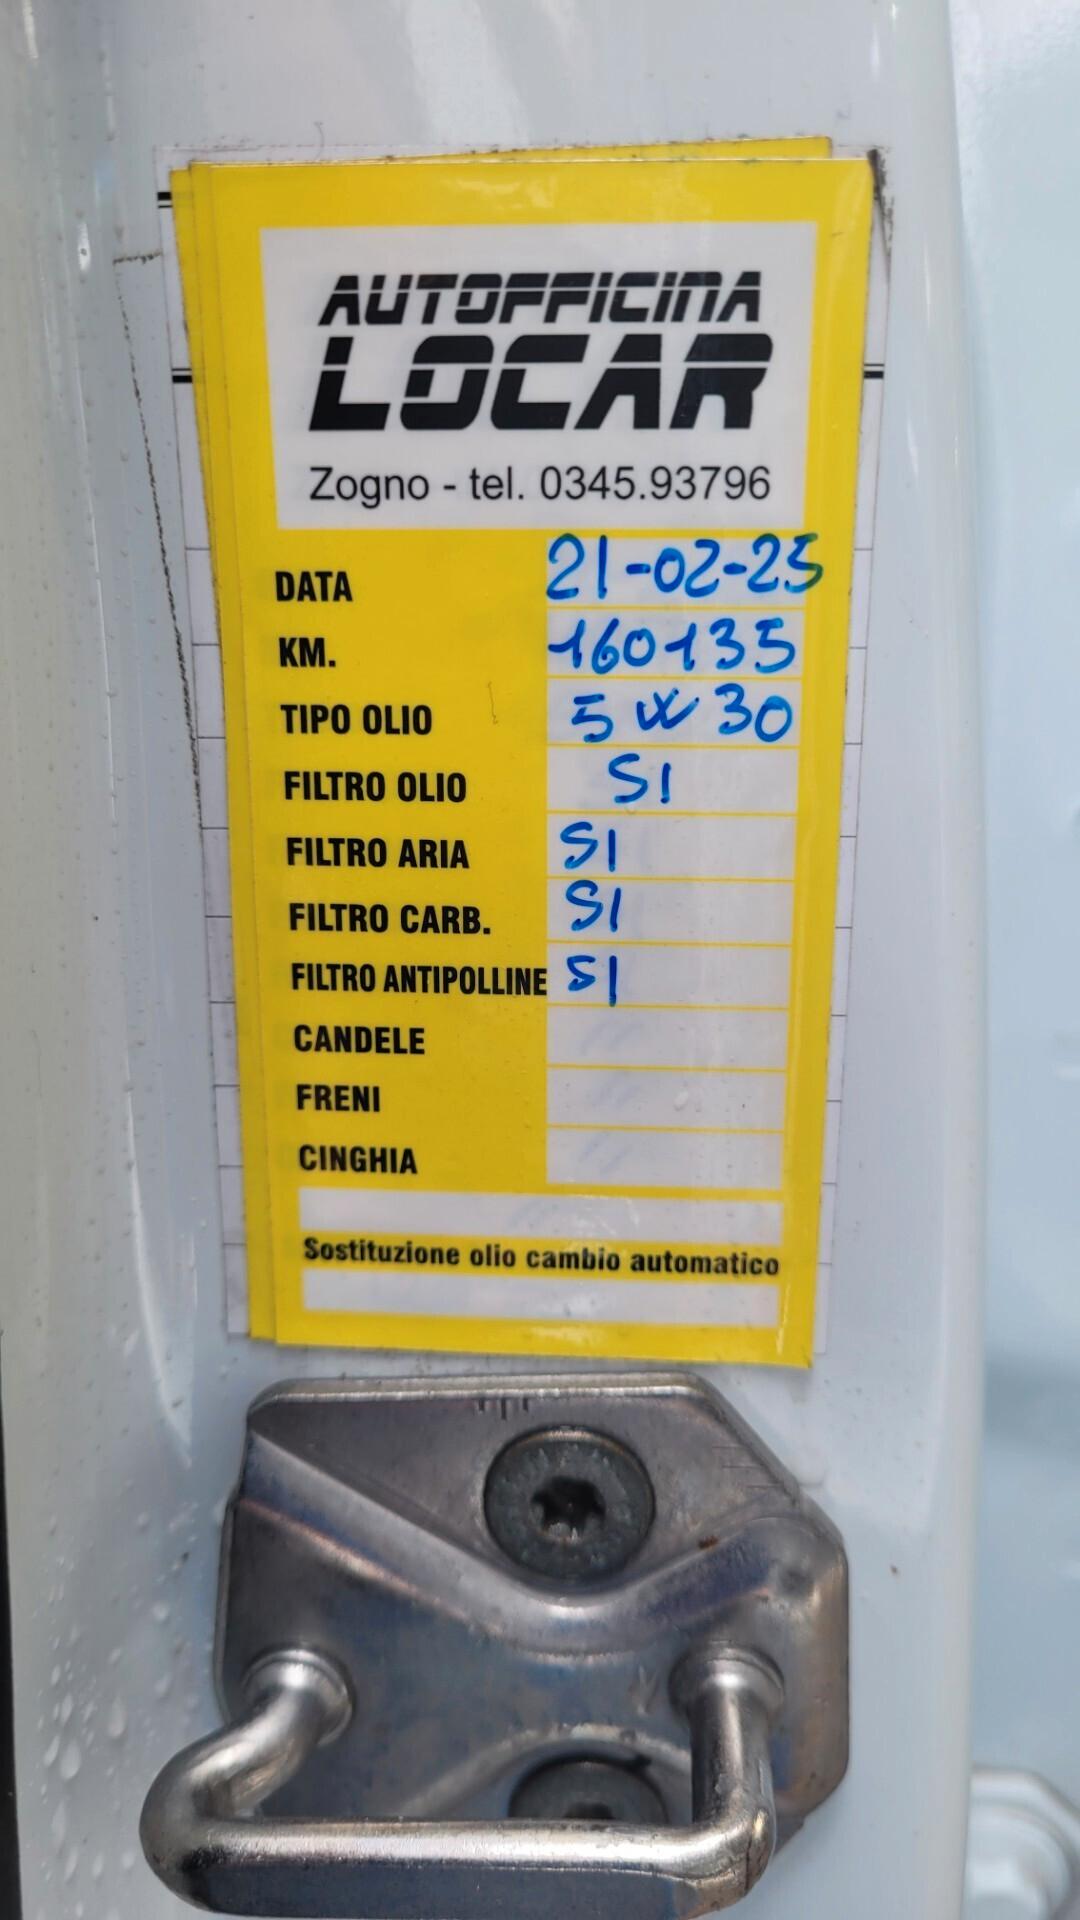 AUTOFFICINA
LOCAR
Zogno - tel. 0345.93796
DATA 21-02-25
KM. 160135
TIPO OLIO 5W30
FILTRO OLIO SI
FILTRO ARIA SI
FILTRO CARB. SI
FILTRO ANTIPOLLINE SI
CANDELE
FRENI
CINGHIA
Sostituzione olio cambio automatico